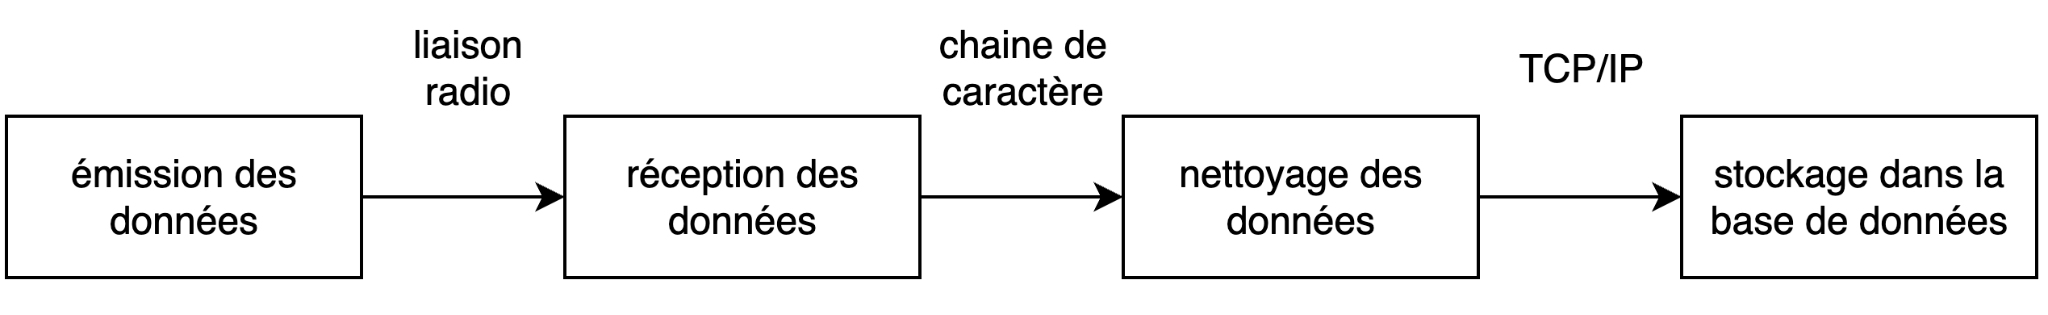 émission des
données
liaison
radio
réception des
données
chaine de
caractère
nettoyage des
données
TCP/IP
stockage dans la
base de données